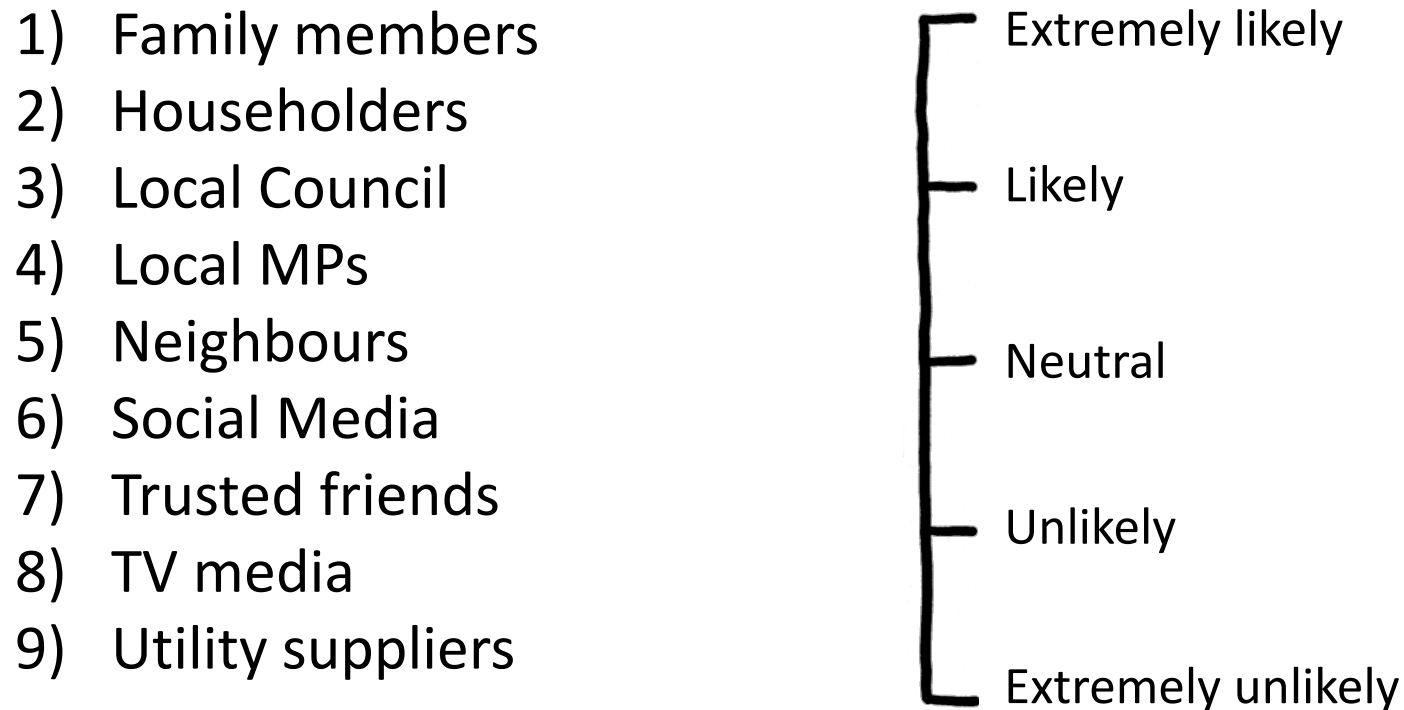 1) Family members
2) Householders
3) Local Council
4) Local MPs
5) Neighbours
6) Social Media
7) Trusted friends
8) TV media
9) Utility suppliers
Extremely likely
Likely
Neutral
Unlikely
Extremely unlikely